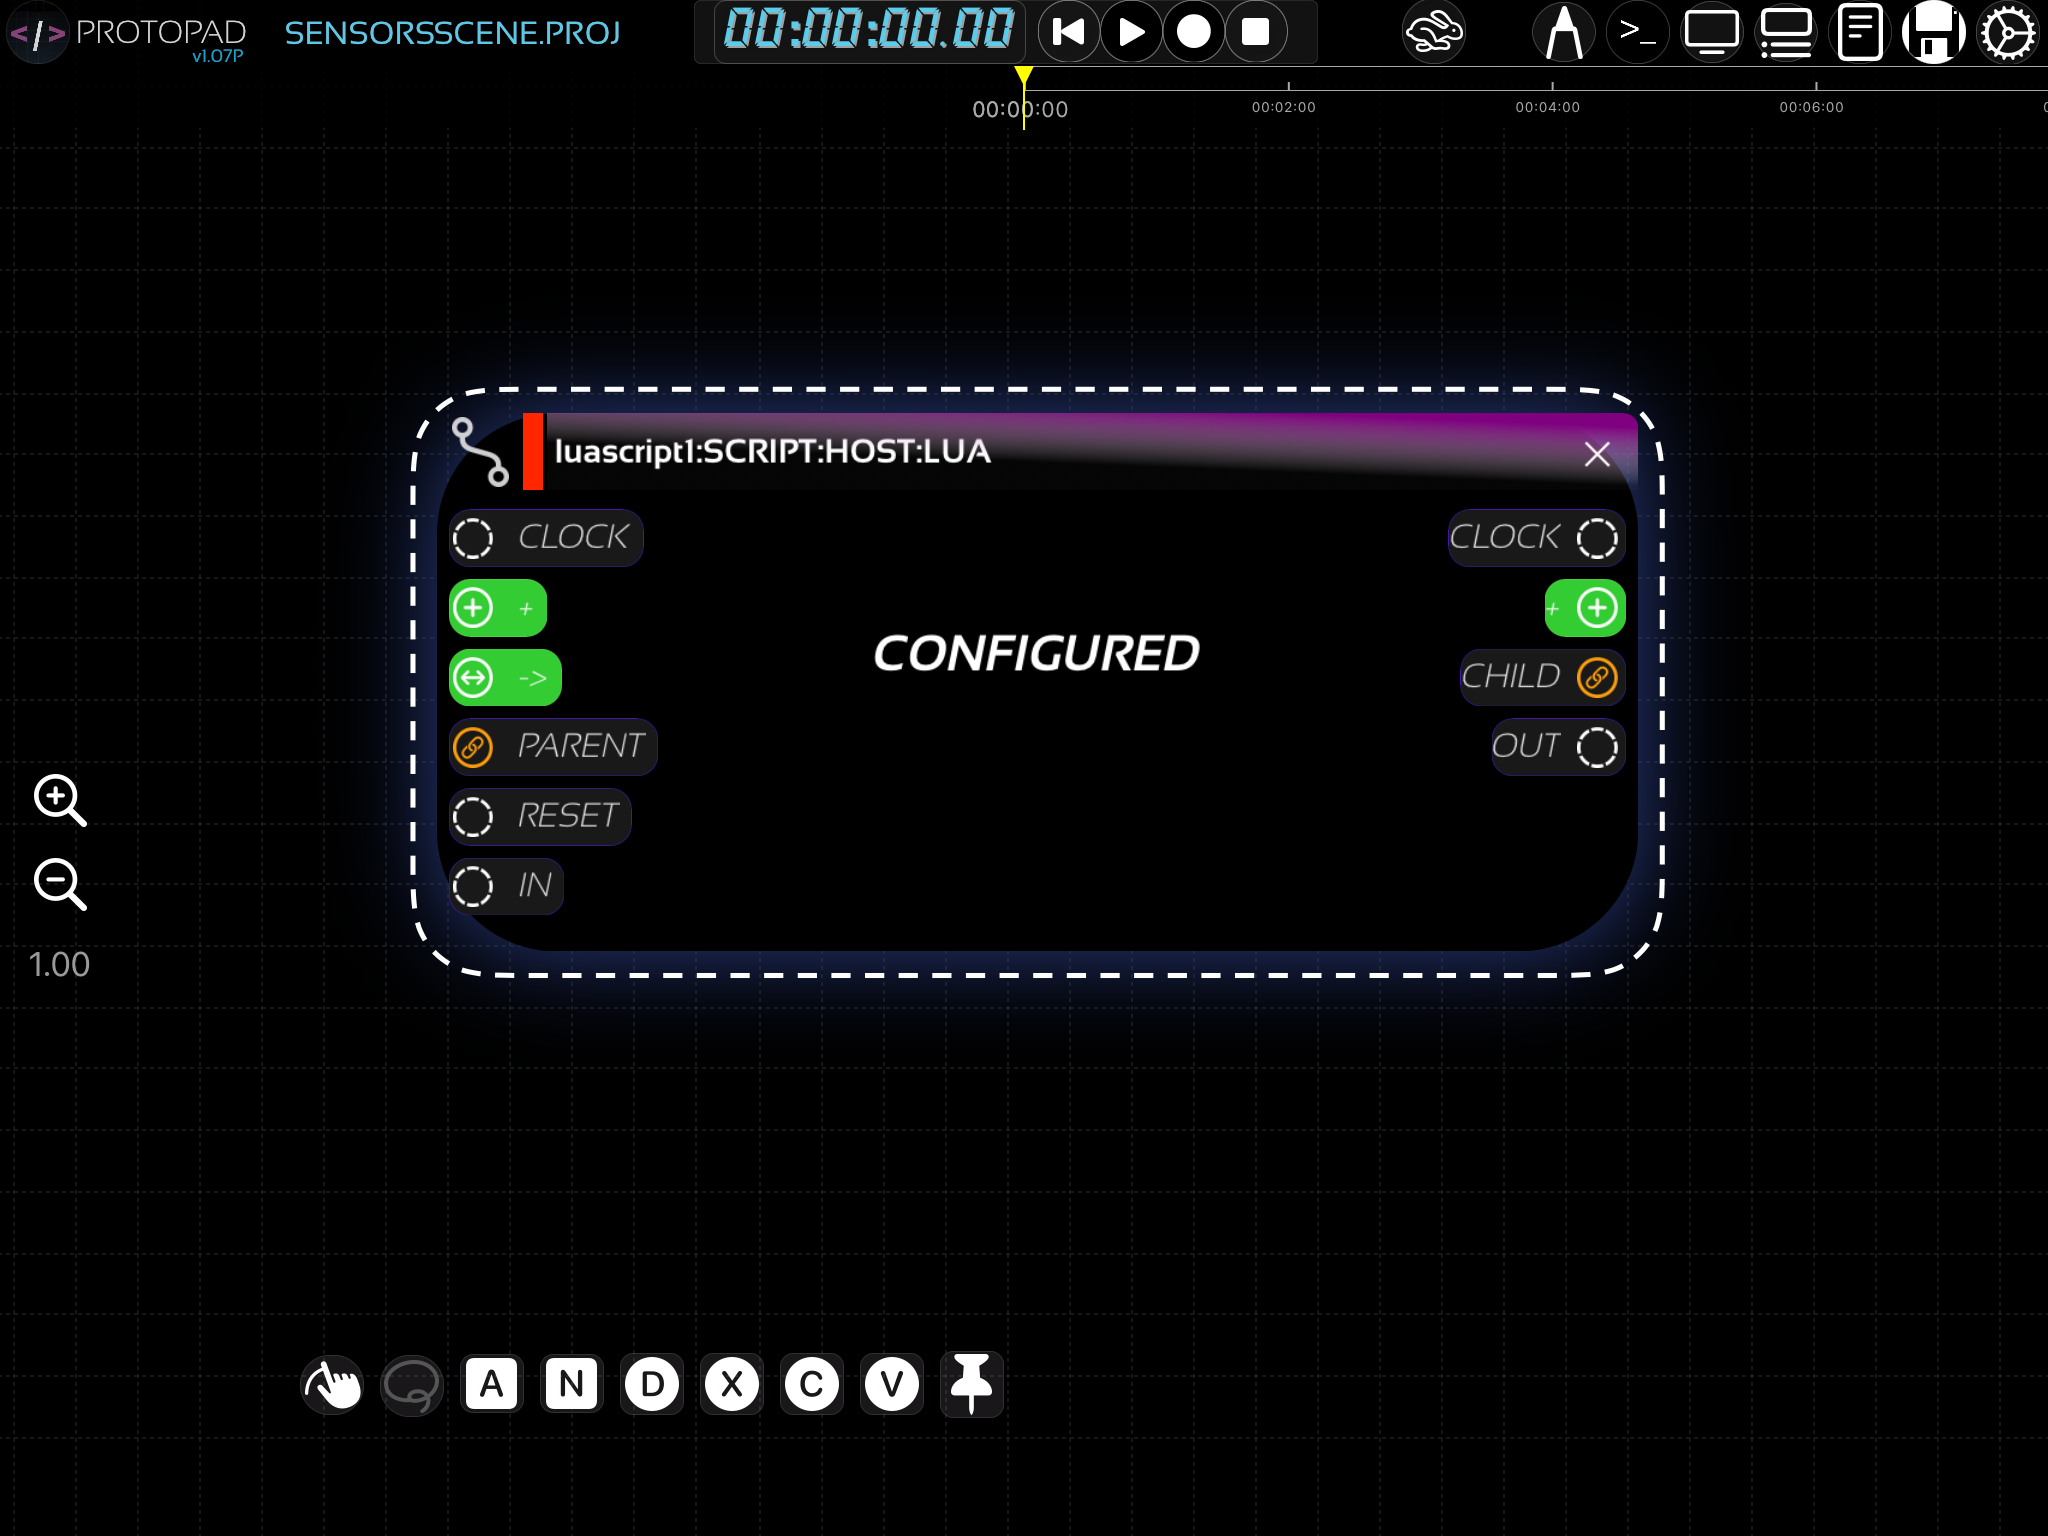 </> PROTOPAD
v1.07P
SENSORSSCENE.PROJ
00:00:00.00
>_
00:00:00
00:02:00
00:04:00
00:06:00
luascript1:SCRIPT:HOST:LUA
CLOCK
CLOCK
+
+
->
CHILD
CONFIGURED
PARENT
OUT
RESET
IN
1.00
A N D X C V